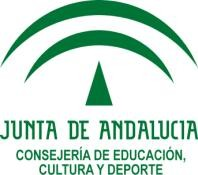 JUNTA DE ANDALUCIA
CONSEJERÍA DE EDUCACIÓN,
CULTURA Y DEPORTE